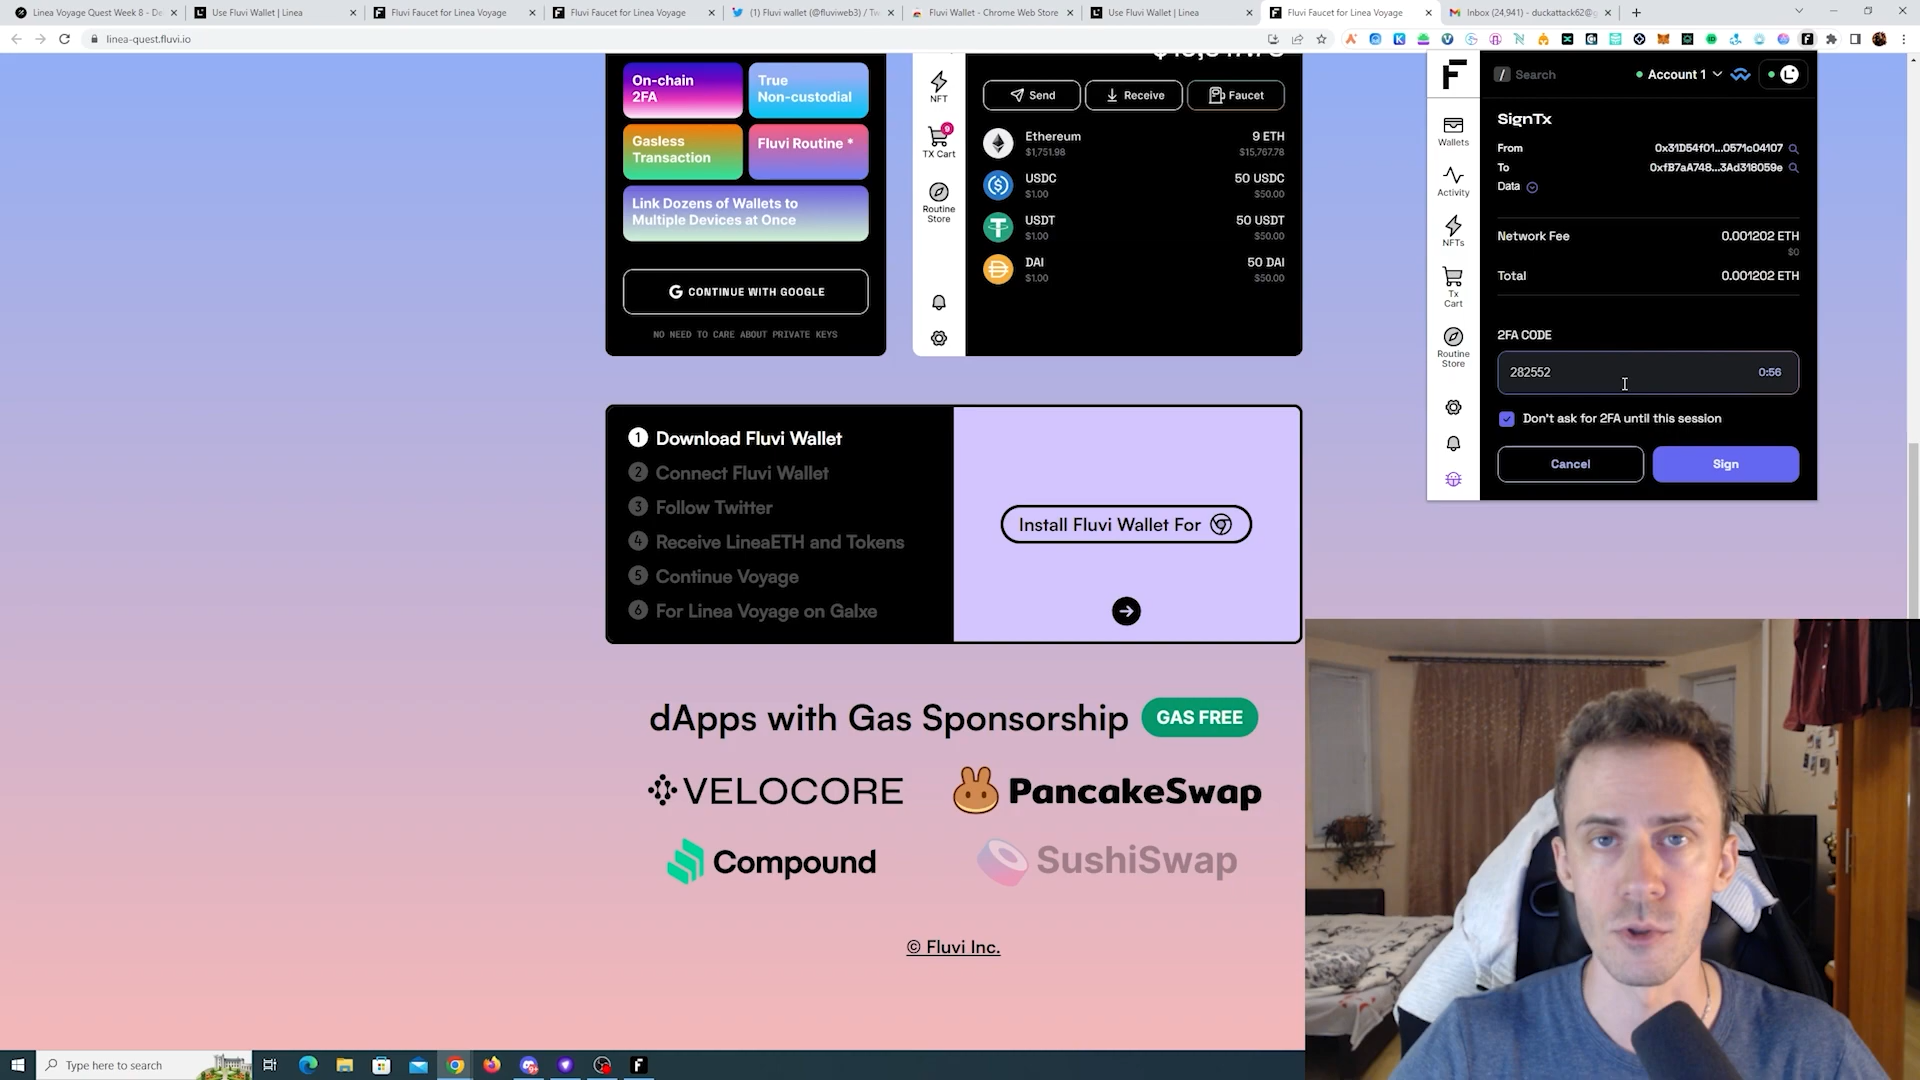 Linea Voyage Quest Week 8 - De
Use Fluvi Wallet | Linea
Fluvi Faucet for Linea Voyage
Fluvi Faucet for Linea Voyage
(1) Fluvi wallet (@fluviweb3) / Tw
Fluvi Wallet - Chrome Web Store
Use Fluvi Wallet | Linea
Fluvi Faucet for Linea Voyage
Inbox (24,941) - duckattack62@g
linea-quest.fluvi.io
On-chain
2FA
True
Non-custodial
Gasless
Transaction
Fluvi Routine *
Link Dozens of Wallets to
Multiple Devices at Once
CONTINUE WITH GOOGLE
NO NEED TO CARE ABOUT PRIVATE KEYS
NFT
9
TX Cart
Routine
Store
Send
Receive
Faucet
Ethereum
9 ETH
$1,751.98
$15,767.78
USDC
50 USDC
$1.00
$50.00
USDT
50 USDT
$1.00
$50.00
DAI
50 DAI
$1.00
$50.00
1 Download Fluvi Wallet
2 Connect Fluvi Wallet
3 Follow Twitter
4 Receive LineaETH and Tokens
5 Continue Voyage
6 For Linea Voyage on Galxe
Install Fluvi Wallet For
dApps with Gas Sponsorship
GAS FREE
VELOCORE
PancakeSwap
Compound
SushiSwap
© Fluvi Inc.
/ Search
Account 1
Wallets
Activity
NFTs
Tx
Cart
Routine
Store
SignTx
From
0x31D54f01...0571c04107
To
0xfB7aA748...3Ad318059e
Data
Network Fee
0.001202 ETH
$0
Total
0.001202 ETH
2FA CODE
282552
0:56
Don't ask for 2FA until this session
Cancel
Sign
Type here to search